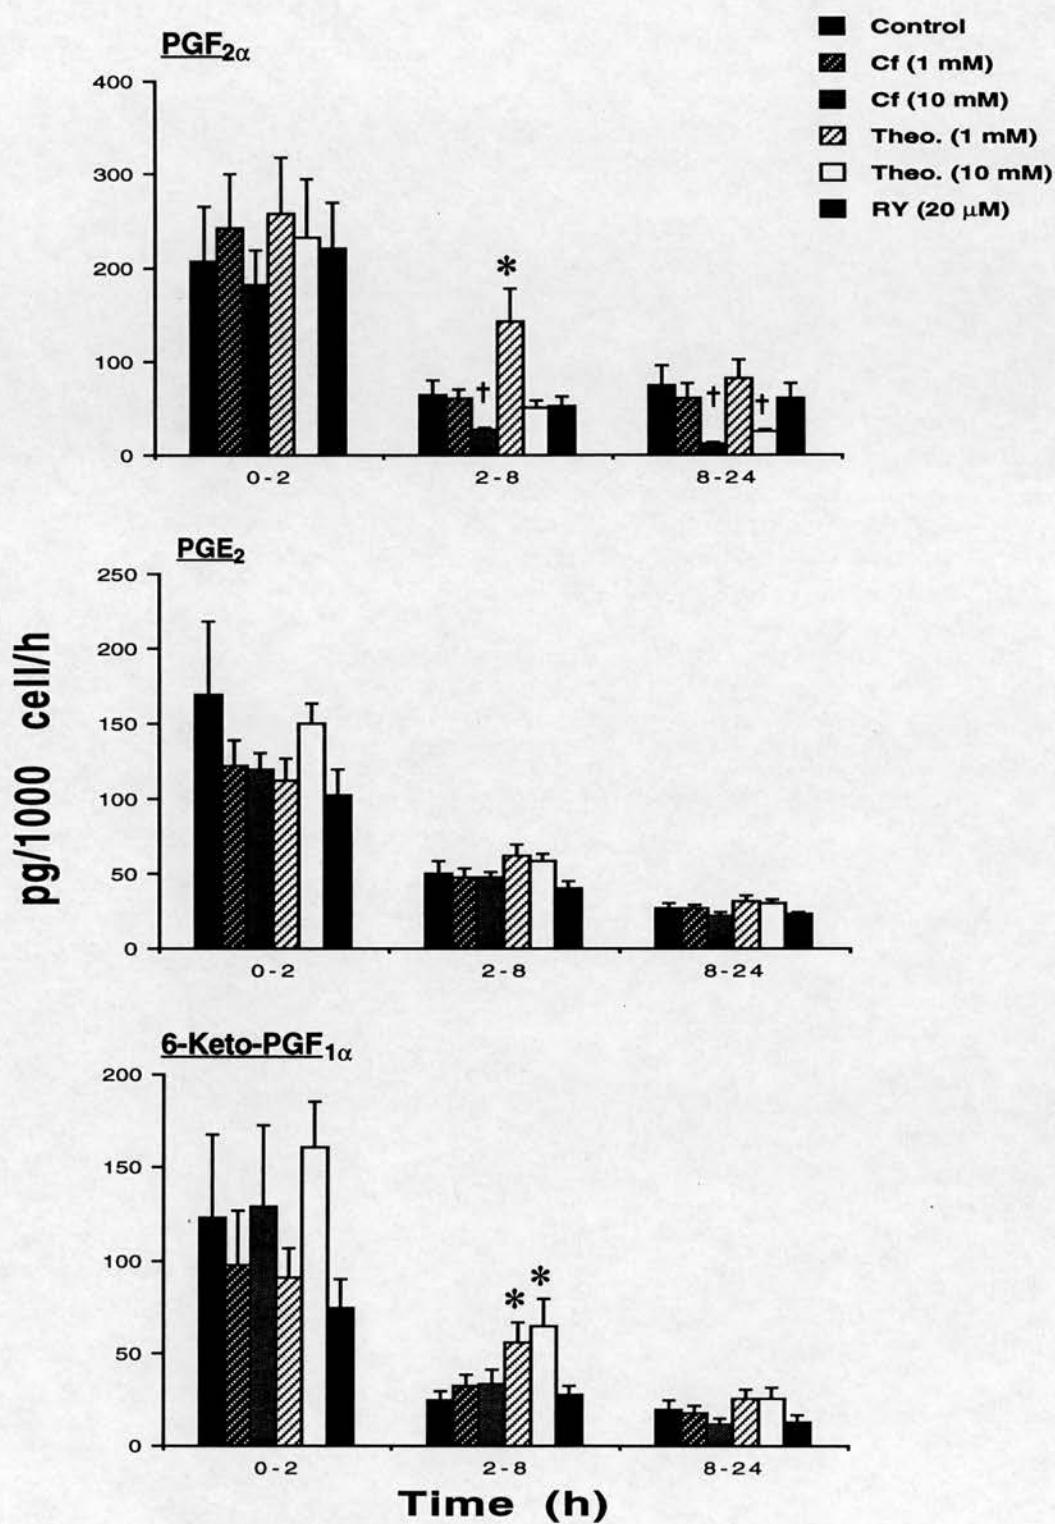 Control
Cf (1 mM)
Cf (10 mM)
Theo. (1 mM)
Theo. (10 mM)
RY (20 μM)
PGF2α
400
300
200
100
0
*
†
†
†
0-2
2-8
8-24
PGE2
250
200
150
100
50
0
0-2
2-8
8-24
pg/1000 cell/h
6-Keto-PGF1α
200
150
100
50
0
*
*
0-2
2-8
8-24
Time (h)